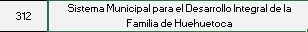 312
Sistema Municipal para el Desarrollo Integral de la
Familia de Huehuetoca